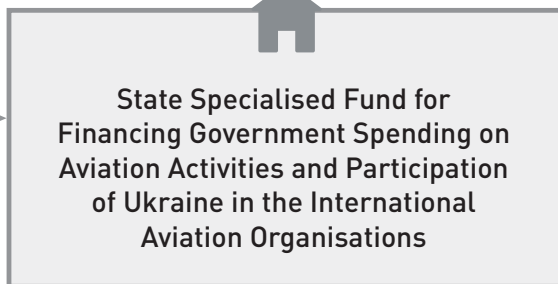 State Specialised Fund for
Financing Government Spending on
Aviation Activities and Participation
of Ukraine in the International
Aviation Organisations